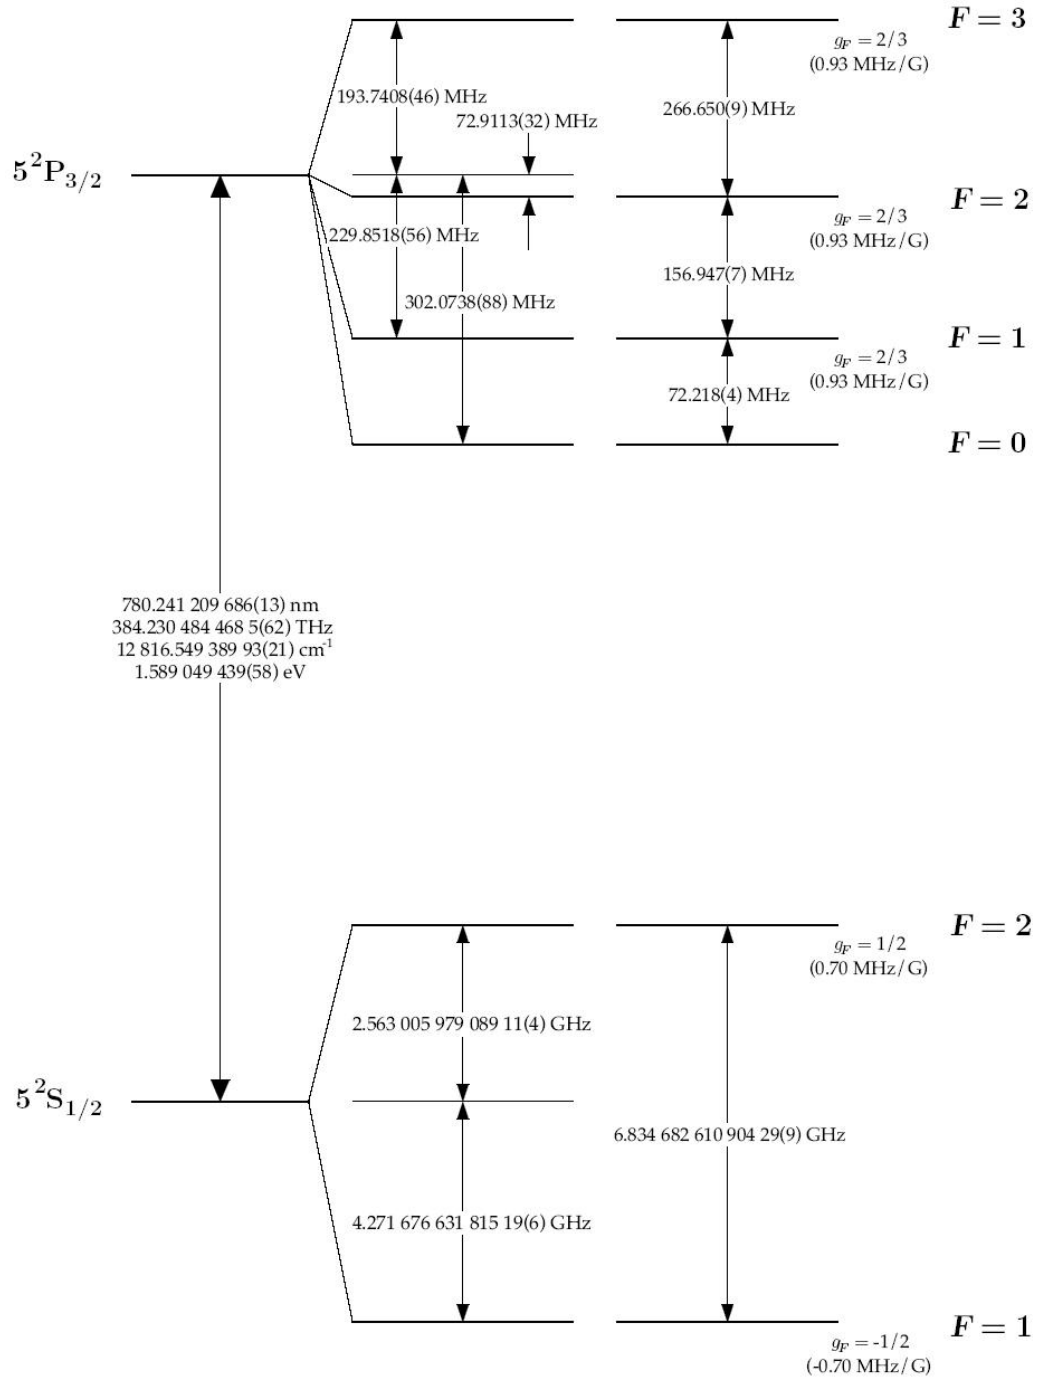 F = 3
g_F = 2/3
(0.93 MHz/G)
193.7408(46) MHz
72.9113(32) MHz
266.650(9) MHz
5²P₃/₂
F = 2
g_F = 2/3
(0.93 MHz/G)
229.8518(56) MHz
156.947(7) MHz
302.0738(88) MHz
F = 1
g_F = 2/3
(0.93 MHz/G)
72.218(4) MHz
F = 0
780.241 209 686(13) nm
384.230 484 468 5(62) THz
12 816.549 389 93(21) cm⁻¹
1.589 049 439(58) eV
F = 2
g_F = 1/2
(0.70 MHz/G)
2.563 005 979 089 11(4) GHz
5²S₁/₂
6.834 682 610 904 29(9) GHz
4.271 676 631 815 19(6) GHz
F = 1
g_F = -1/2
(-0.70 MHz/G)